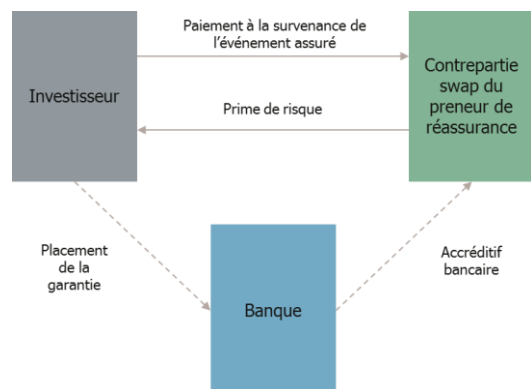 Paiement à la survenance de
l'événement assuré
Investisseur
Contrepartie
swap du
preneur de
réassurance
Prime de risque
Placement
de la
garantie
Accréditif
bancaire
Banque